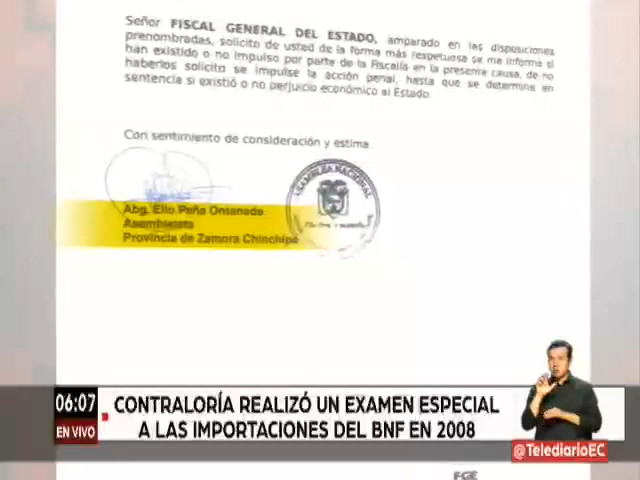 Señor FISCAL GENERAL DEL ESTADO, amparado en las disposiciones
prenombradas, solicito de usted de la forma más respetuosa se me informe si
han existido o no impulso por parte de la Fiscalía en la presente causa, de no
haberlos solicito se impulse la acción penal, hasta que se determine en
sentencia si existió o no perjuicio económico al Estado.
Con sentimiento de consideración y estima
ASAMBLEA NACIONAL
Abg. Elio Peña Ontaneda
Asambleista
Provincia de Zamora Chinchipe
06:07
EN VIVO
CONTRALORÍA REALIZÓ UN EXAMEN ESPECIAL
A LAS IMPORTACIONES DEL BNF EN 2008
@TelediarioEC
FGE